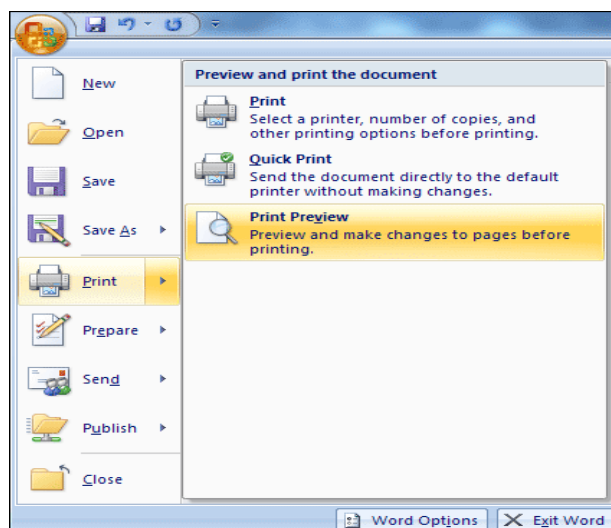 New
Open
Save
Save As
Print
Prepare
Send
Publish
Close
Preview and print the document
Print
Select a printer, number of copies, and
other printing options before printing.
Quick Print
Send the document directly to the default
printer without making changes.
Print Preview
Preview and make changes to pages before
printing.
Word Options
Exit Word